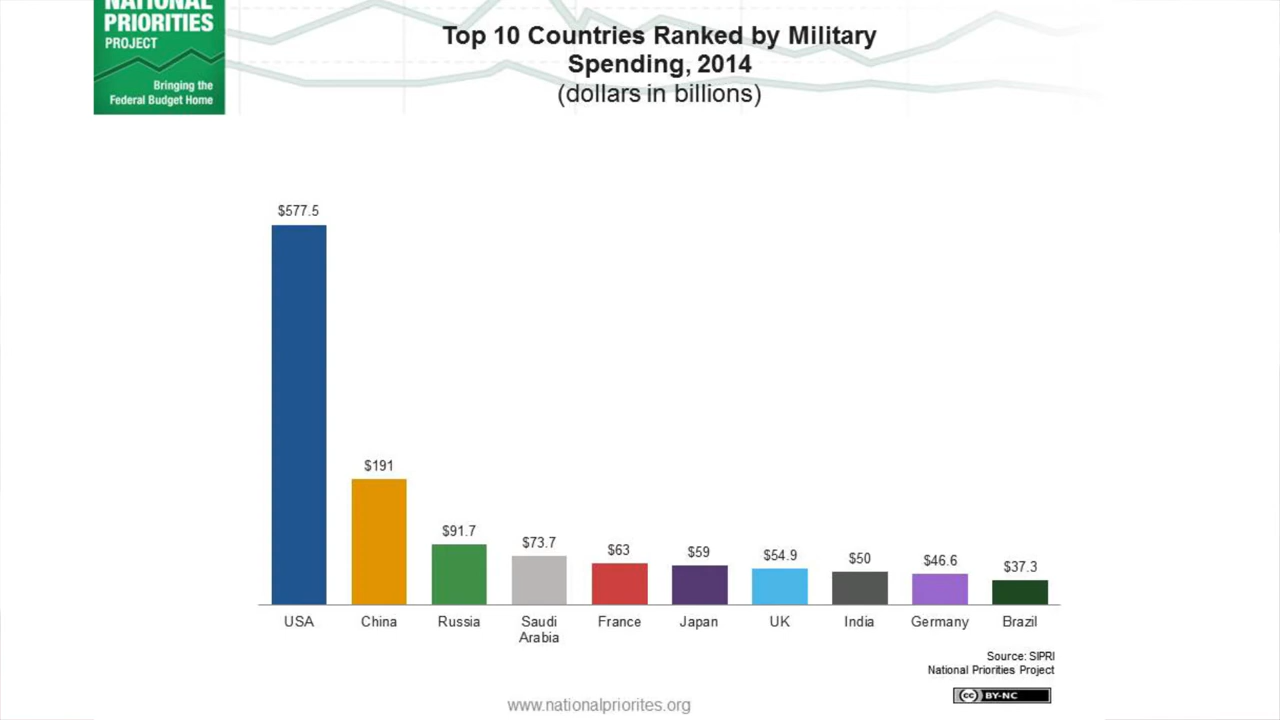 NATIONAL
PRIORITIES
PROJECT
Bringing the
Federal Budget Home
Top 10 Countries Ranked by Military
Spending, 2014
(dollars in billions)
$577.5
$191
$91.7
$73.7
$63
$59
$54.9
$50
$46.6
$37.3
USA
China
Russia
Saudi
Arabia
France
Japan
UK
India
Germany
Brazil
Source: SIPRI
National Priorities Project
cc BY-NC
www.nationalpriorites.org